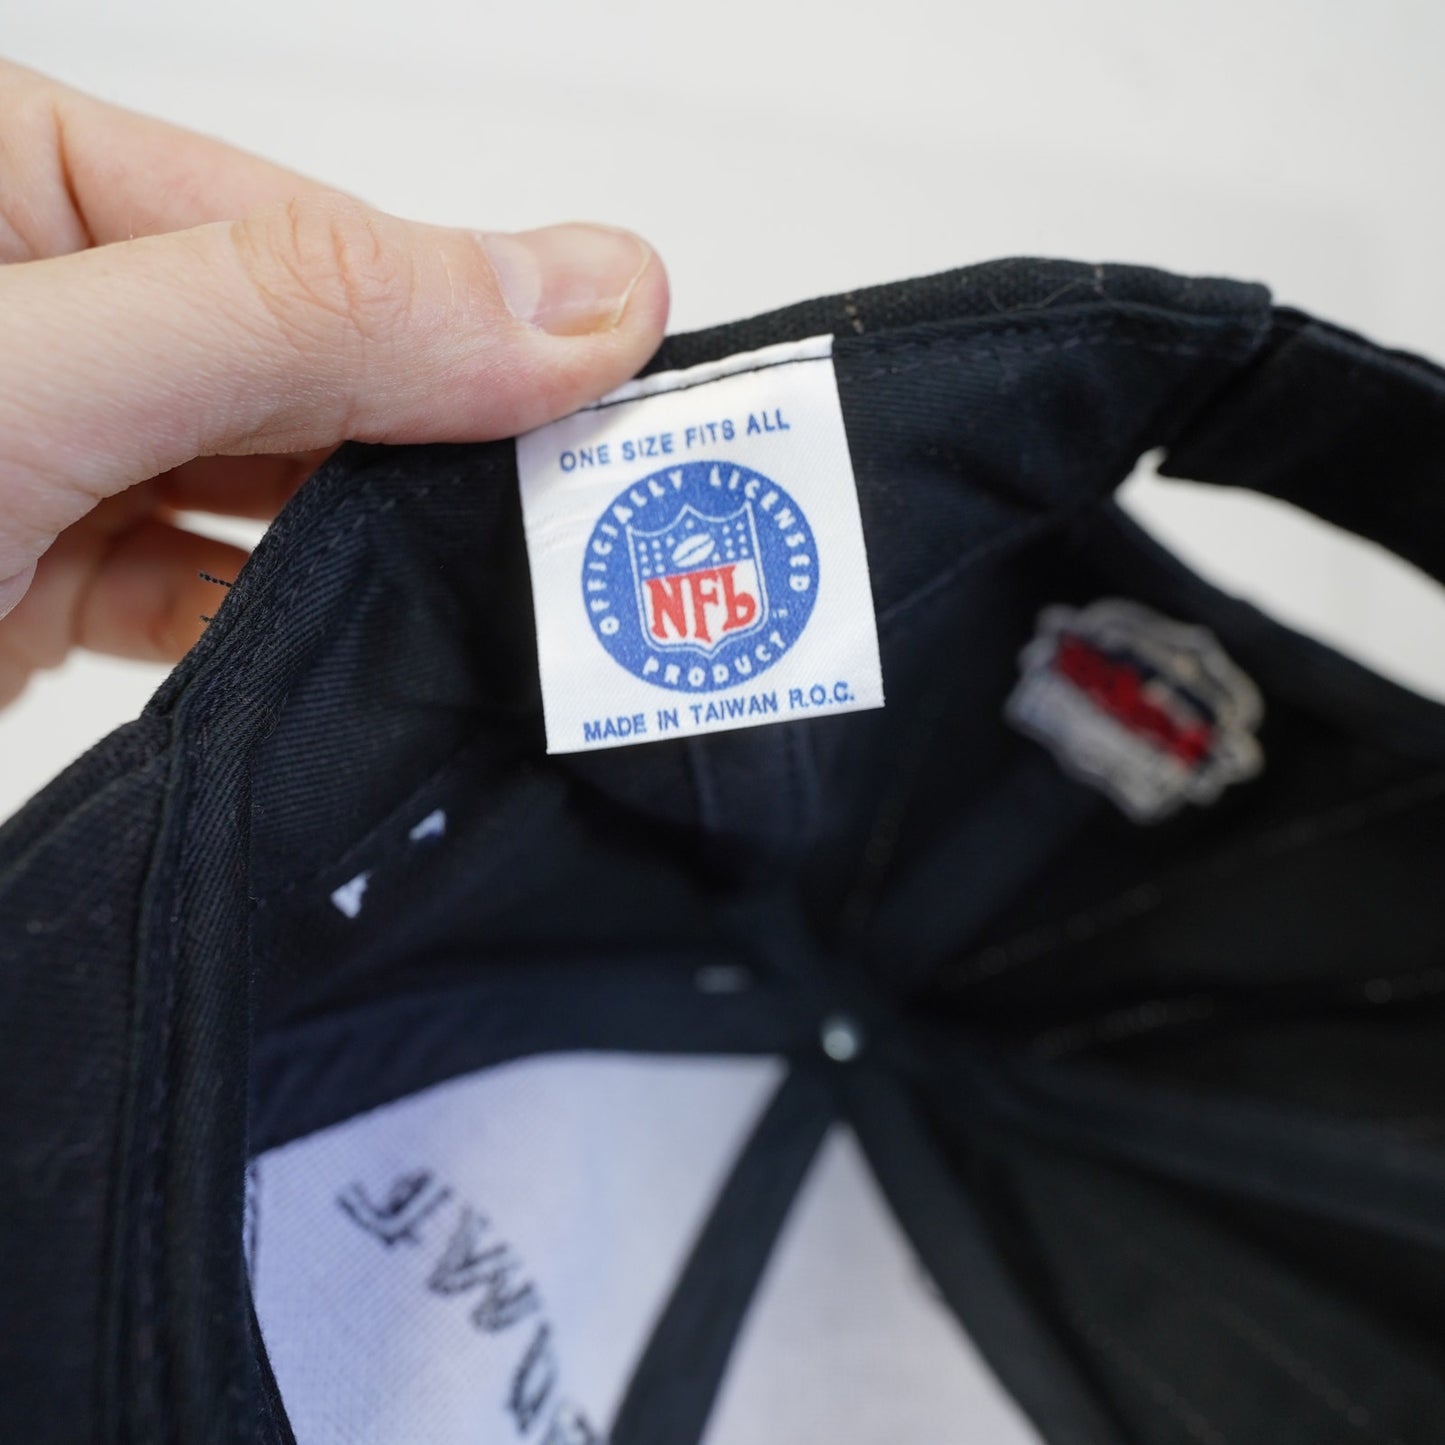 ONE SIZE FITS ALL
OFFICIALLY LICENSED
NFL
PRODUCT
MADE IN TAIWAN R.O.C.